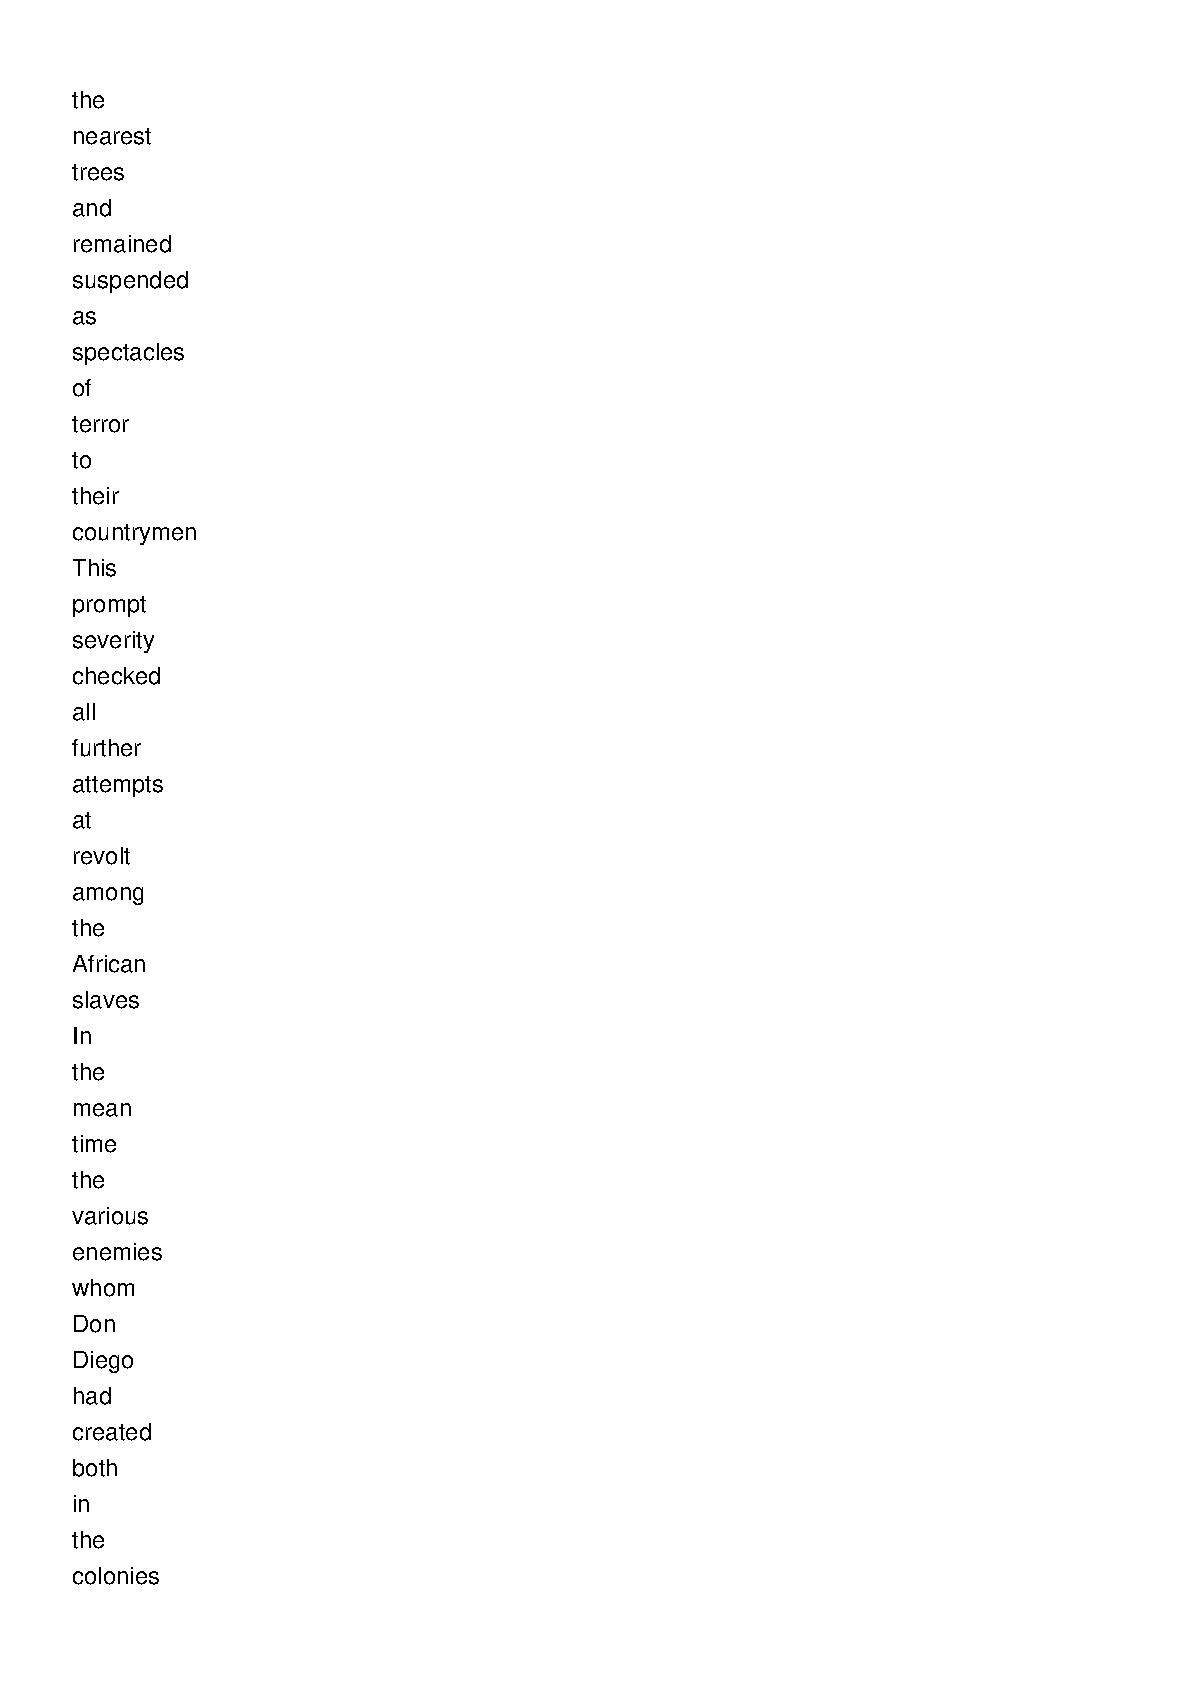 the
nearest
trees
and
remained
suspended
as
spectacles
of
terror
to
their
countrymen
This
prompt
severity
checked
all
further
attempts
at
revolt
among
the
African
slaves
In
the
mean
time
the
various
enemies
whom
Don
Diego
had
created
both
in
the
colonies